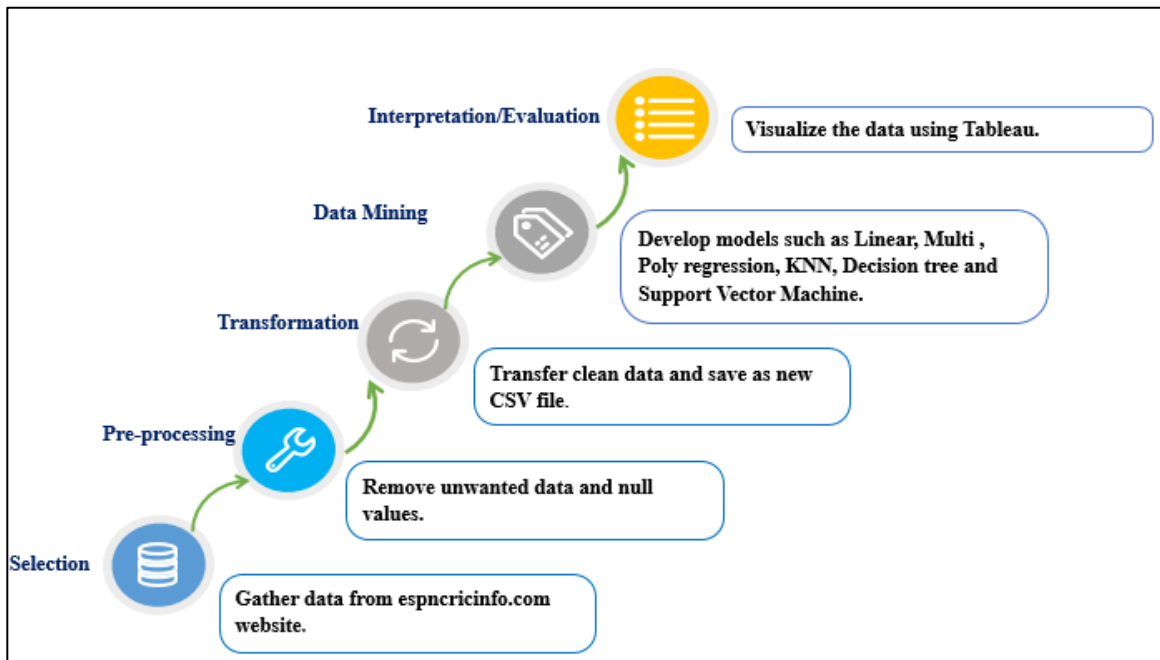 Interpretation/Evaluation
Visualize the data using Tableau.
Data Mining
Develop models such as Linear, Multi ,
Poly regression, KNN, Decision tree and
Support Vector Machine.
Transformation
Transfer clean data and save as new
CSV file.
Pre-processing
Remove unwanted data and null
values.
Selection
Gather data from espncricinfo.com
website.